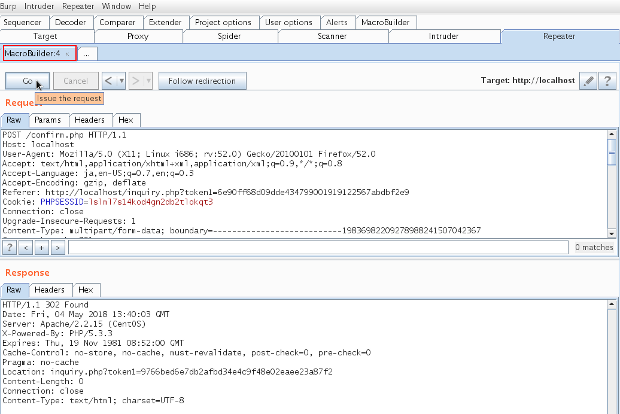 Burp Intruder Repeater Window Help
Sequencer Decoder Comparer Extender Project options User options Alerts MacroBuilder
Target Proxy Spider Scanner Intruder Repeater
MacroBuilder:4 × ...
Go Cancel < ▼ > ▼ Follow redirection Target: http://localhost ?
Issue the request
Request
Raw Params Headers Hex
POST /confirm.php HTTP/1.1
Host: localhost
User-Agent: Mozilla/5.0 (X11; Linux i686; rv:52.0) Gecko/20100101 Firefox/52.0
Accept: text/html,application/xhtml+xml,application/xml;q=0.9,*/*;q=0.8
Accept-Language: ja,en-US;q=0.7,en;q=0.3
Accept-Encoding: gzip, deflate
Referer: http://localhost/inquiry.php?token1=6e90ff68d09dde434799001919122567abdbf2e9
Cookie: PHPSESSID=
Connection: close
Upgrade-Insecure-Requests: 1
Content-Type: multipart/form-data; boundary=---------------------------19836982209278988241507042367
? < + > 0 matches
Response
Raw Headers Hex
HTTP/1.1 302 Found
Date: Fri, 04 May 2018 13:40:03 GMT
Server: Apache/2.2.15 (CentOS)
X-Powered-By: PHP/5.3.3
Expires: Thu, 19 Nov 1981 08:52:00 GMT
Cache-Control: no-store, no-cache, must-revalidate, post-check=0, pre-check=0
Pragma: no-cache
Location: inquiry.php?token1=9766bed6e7db2afbd34e4c9f48e02eaee23a87f2
Content-Length: 0
Connection: close
Content-Type: text/html; charset=UTF-8